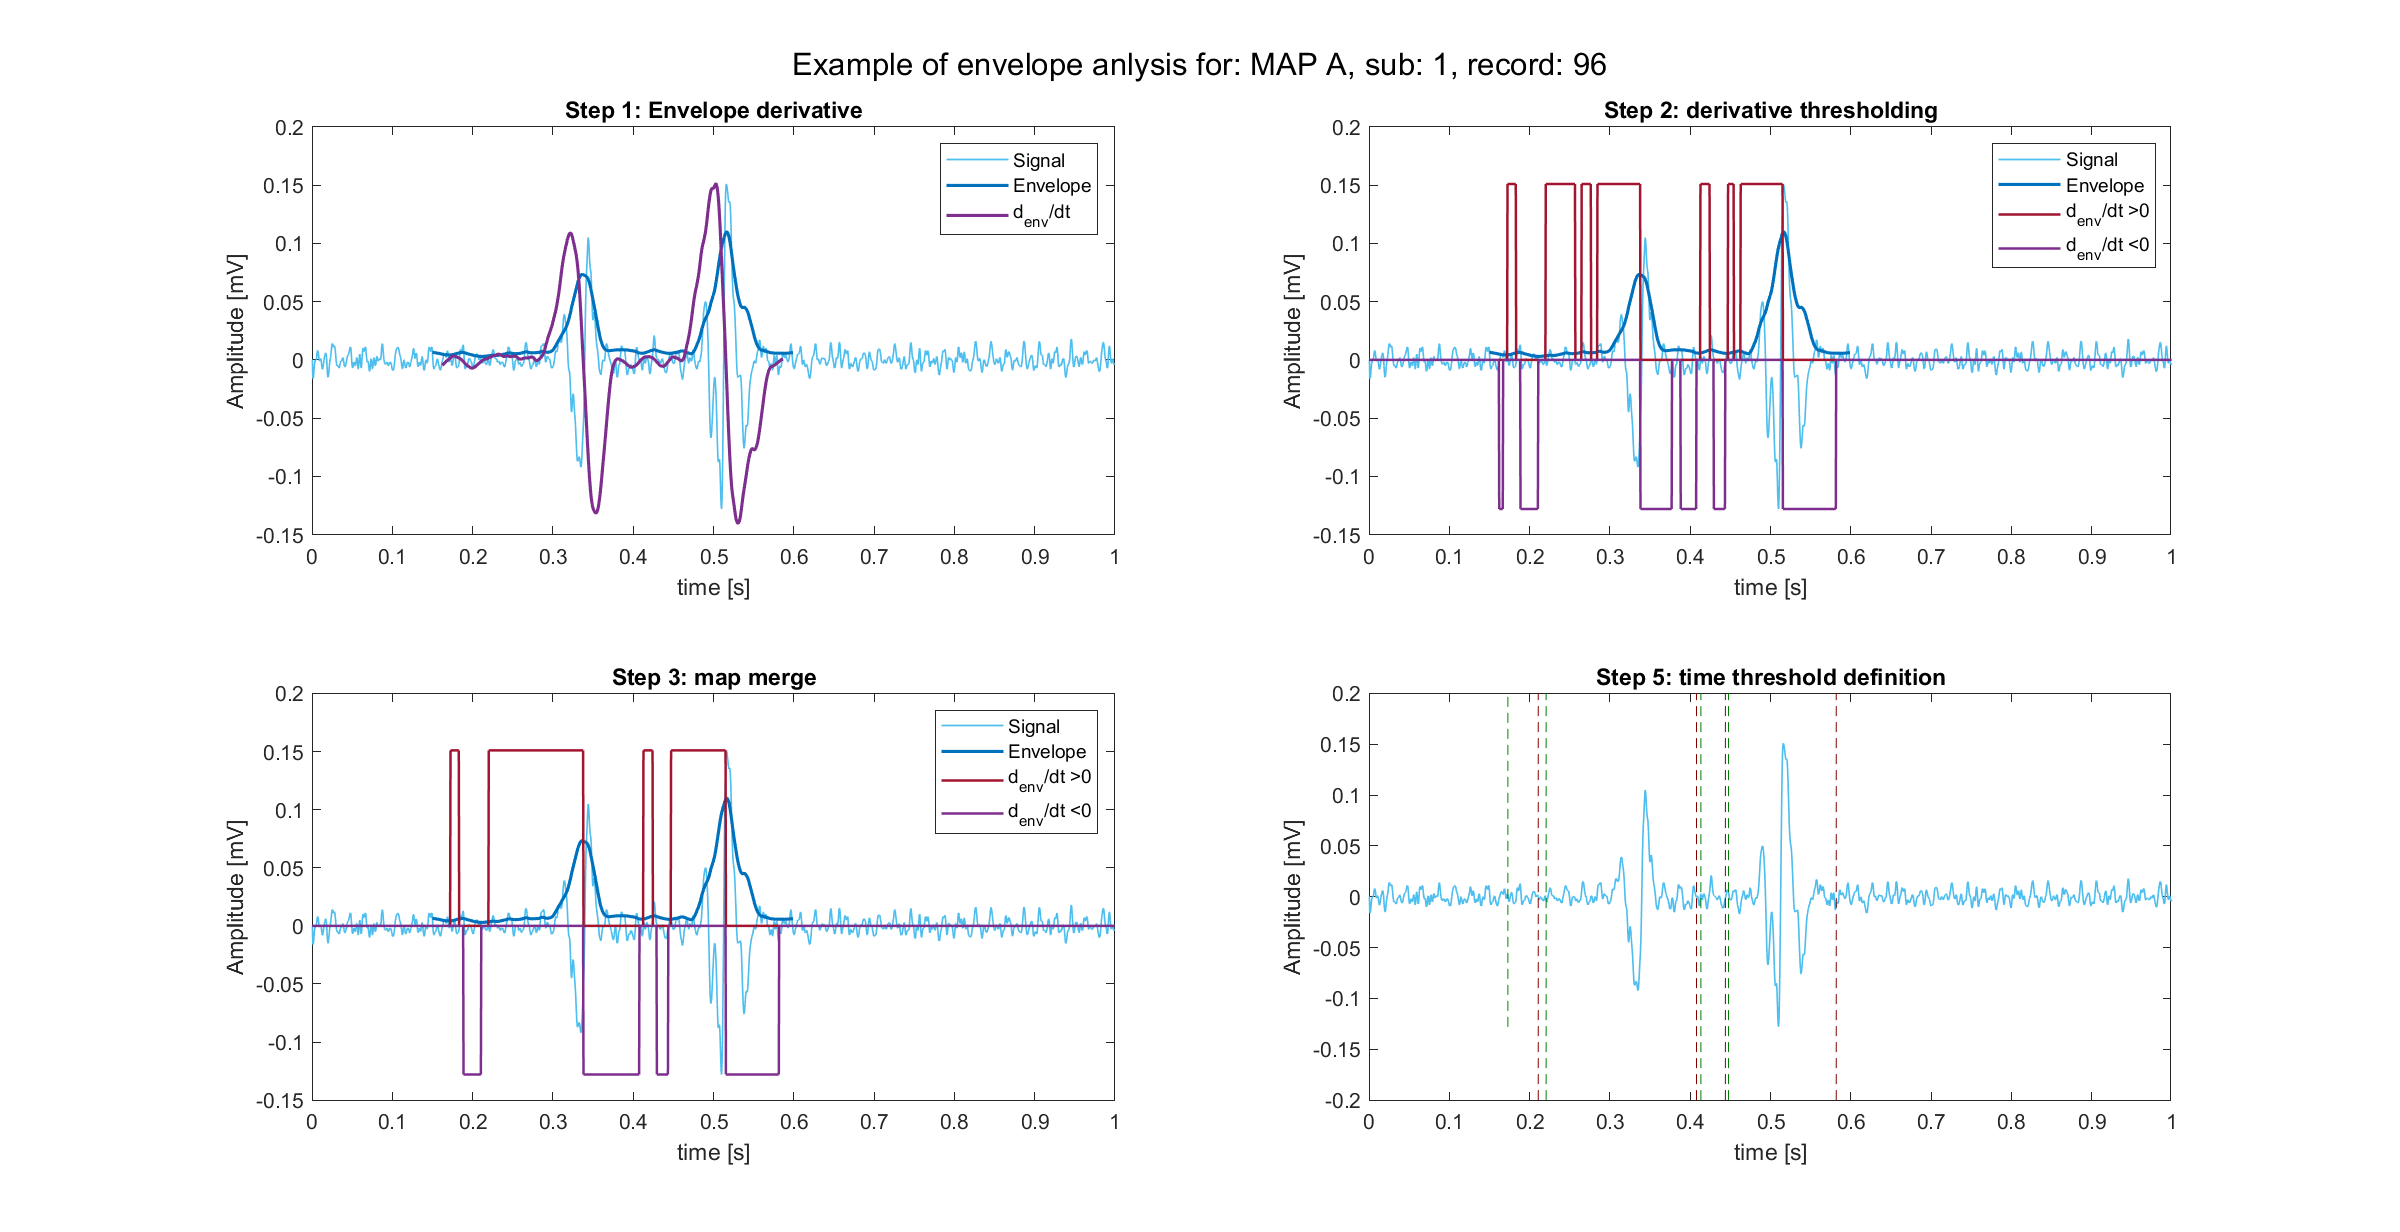 Example of envelope anlysis for: MAP A, sub: 1, record: 96
Step 1: Envelope derivative
Amplitude [mV]
0.2
0.15
0.1
0.05
0
-0.05
-0.1
-0.15
0 0.1 0.2 0.3 0.4 0.5 0.6 0.7 0.8 0.9 1
time [s]
Signal
Envelope
d_env/dt
Step 2: derivative thresholding
Amplitude [mV]
0.2
0.15
0.1
0.05
0
-0.05
-0.1
-0.15
0 0.1 0.2 0.3 0.4 0.5 0.6 0.7 0.8 0.9 1
time [s]
Signal
Envelope
d_env/dt >0
d_env/dt <0
Step 3: map merge
Amplitude [mV]
0.2
0.15
0.1
0.05
0
-0.05
-0.1
-0.15
0 0.1 0.2 0.3 0.4 0.5 0.6 0.7 0.8 0.9 1
time [s]
Signal
Envelope
d_env/dt >0
d_env/dt <0
Step 5: time threshold definition
Amplitude [mV]
0.2
0.15
0.1
0.05
0
-0.05
-0.1
-0.15
-0.2
0 0.1 0.2 0.3 0.4 0.5 0.6 0.7 0.8 0.9 1
time [s]